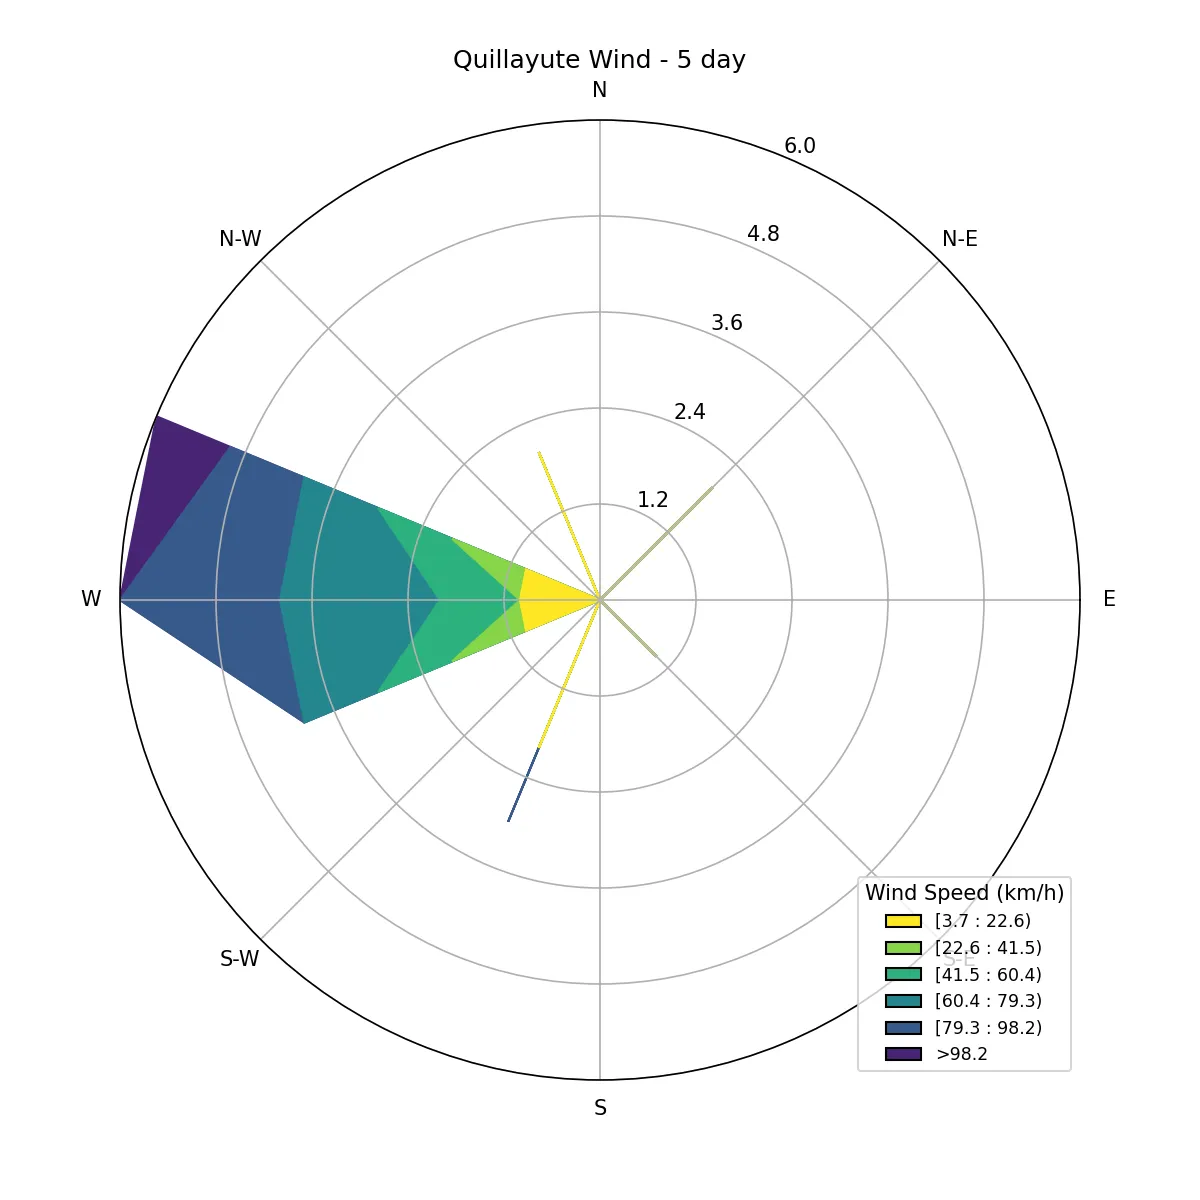 Quillayute Wind - 5 day
N
6.0
N-W
4.8
N-E
3.6
2.4
1.2
W
E
S-W
S-E
S
Wind Speed (km/h)
[3.7 : 22.6)
[22.6 : 41.5)
[41.5 : 60.4)
[60.4 : 79.3)
[79.3 : 98.2)
>98.2